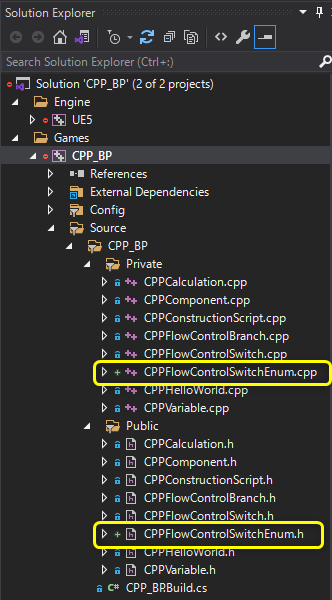 Solution Explorer
Search Solution Explorer (Ctrl+:)
Solution 'CPP_BP' (2 of 2 projects)
Engine
UE5
Games
CPP_BP
References
External Dependencies
Config
Source
CPP_BP
Private
CPPCalculation.cpp
CPPComponent.cpp
CPPConstructionScript.cpp
CPPFlowControlBranch.cpp
CPPFlowControlSwitch.cpp
CPPFlowControlSwitchEnum.cpp
CPPHelloWorld.cpp
CPPVariable.cpp
Public
CPPCalculation.h
CPPComponent.h
CPPConstructionScript.h
CPPFlowControlBranch.h
CPPFlowControlSwitch.h
CPPFlowControlSwitchEnum.h
CPPHelloWorld.h
CPPVariable.h
C# CPP_BP.Build.cs